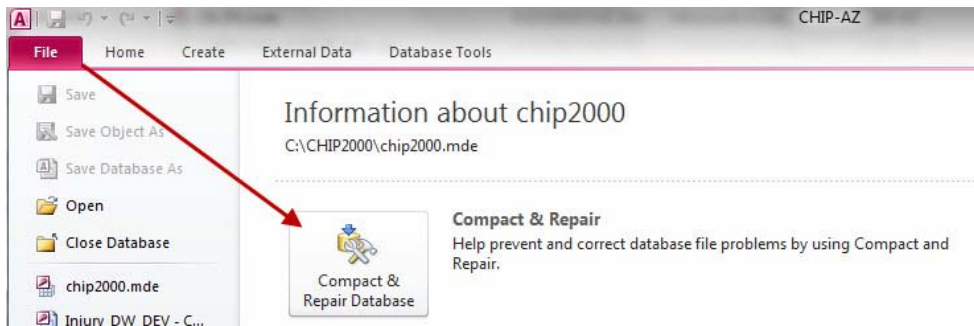 CHIP-AZ
File Home Create External Data Database Tools
Save
Save Object As
Save Database As
Open
Close Database
chip2000.mde
Injury_DW_DEV - C...
Information about chip2000
C:\CHIP2000\chip2000.mde
Compact &
Repair Database
Compact & Repair
Help prevent and correct database file problems by using Compact and
Repair.